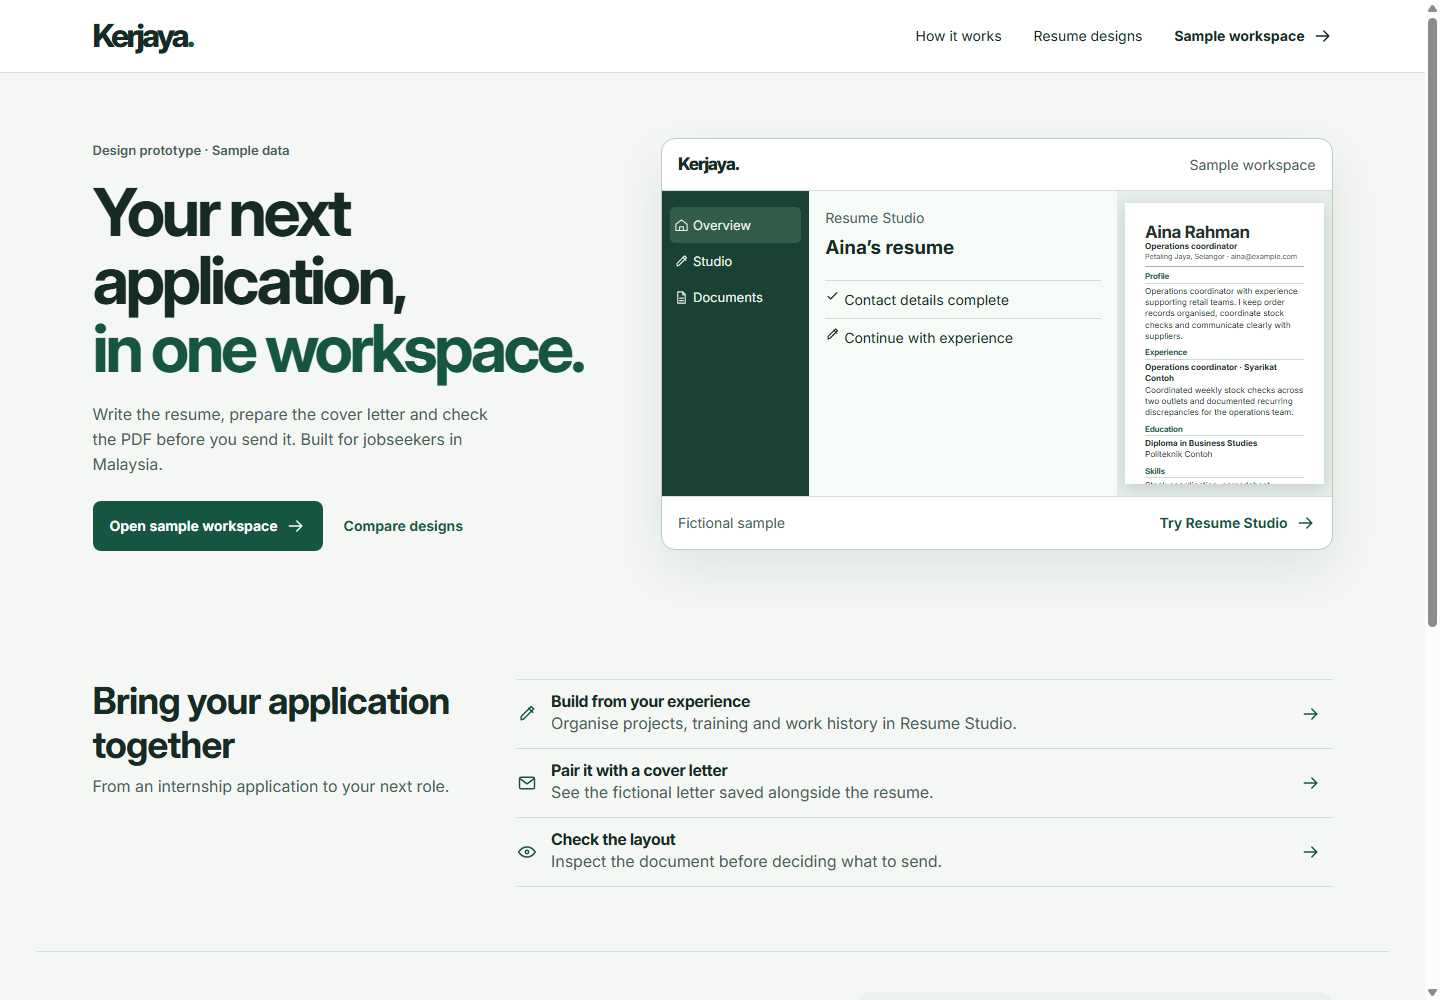 Kerjaya.
How it works
Resume designs
Sample workspace
Design prototype · Sample data
Your next
application,
in one workspace.
Write the resume, prepare the cover letter and check
the PDF before you send it. Built for jobseekers in
Malaysia.
Open sample workspace
Compare designs
Kerjaya.
Sample workspace
Overview
Studio
Documents
Resume Studio
Aina’s resume
Contact details complete
Continue with experience
Aina Rahman
Operations coordinator
Petaling Jaya, Selangor · aina@example.com
Profile
Operations coordinator with experience
supporting retail teams. I keep order
records organised, coordinate stock
checks and communicate clearly with
suppliers.
Experience
Operations coordinator · Syarikat
Contoh
Coordinated weekly stock checks across
two outlets and documented recurring
discrepancies for the operations team.
Education
Diploma in Business Studies
Politeknik Contoh
Skills
Fictional sample
Try Resume Studio
Bring your application
together
From an internship application to your next role.
Build from your experience
Organise projects, training and work history in Resume Studio.
Pair it with a cover letter
See the fictional letter saved alongside the resume.
Check the layout
Inspect the document before deciding what to send.